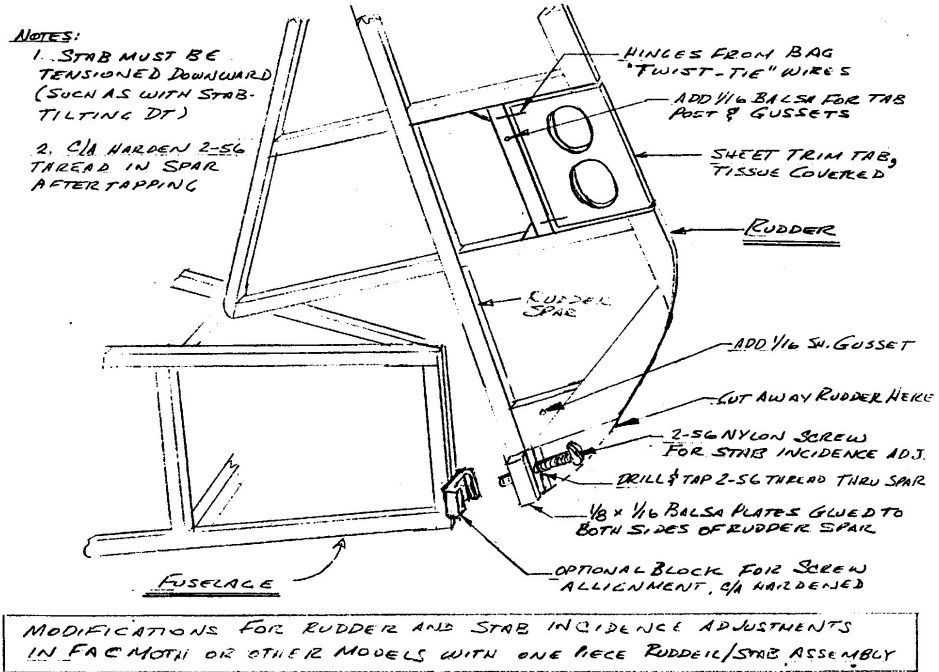 NOTES:
1. STAB MUST BE
TENSIONED DOWNWARD
(SUCH AS WITH STAB-
TILTING DT)
2. C/A HARDEN 2-56
THREAD IN SPAR
AFTER TAPPING
HINGES FROM BAG
"TWIST-TIE" WIRES
ADD 1/16 BALSA FOR TAB
POST & GUSSETS
SHEET TRIM TAB,
TISSUE COVERED
RUDDER
RUDDER
SPAR
ADD 1/16 SH. GUSSET
CUT AWAY RUDDER HERE
2-56 NYLON SCREW
FOR STAB INCIDENCE ADJ.
DRILL & TAP 2-56 THREAD THRU SPAR
1/8 x 1/16 BALSA PLATES GLUED TO
BOTH SIDES OF RUDDER SPAR
OPTIONAL BLOCK FOR SCREW
ALLIGNMENT, C/A HARDENED
FUSELAGE
MODIFICATIONS FOR RUDDER AND STAB INCIDENCE ADJUSTMENTS
IN FAC MOTH OR OTHER MODELS WITH ONE PIECE RUDDER/STAB ASSEMBLY